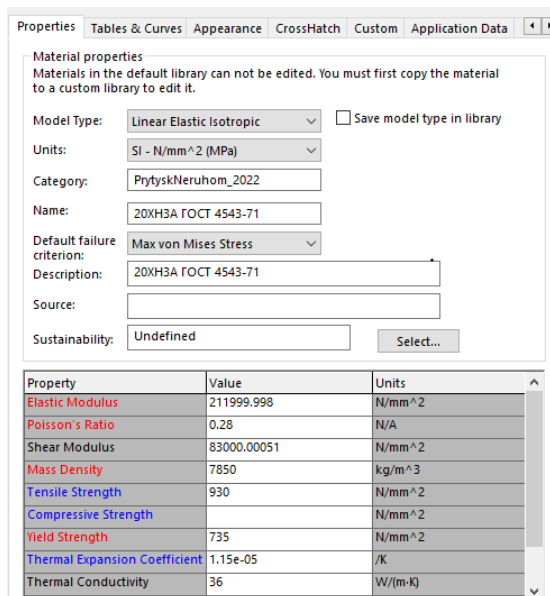 Properties Tables & Curves Appearance CrossHatch Custom Application Data
Material properties
Materials in the default library can not be edited. You must first copy the material
to a custom library to edit it.
Model Type: Linear Elastic Isotropic Save model type in library
Units: SI - N/mm^2 (MPa)
Category: PrytyskNeruhom_2022
Name: 20ХН3А ГОСТ 4543-71
Default failure criterion: Max von Mises Stress
Description: 20ХН3А ГОСТ 4543-71
Source:
Sustainability: Undefined Select...
Property Value Units
Elastic Modulus 211999.998 N/mm^2
Poisson's Ratio 0.28 N/A
Shear Modulus 83000.00051 N/mm^2
Mass Density 7850 kg/m^3
Tensile Strength 930 N/mm^2
Compressive Strength N/mm^2
Yield Strength 735 N/mm^2
Thermal Expansion Coefficient 1.15e-05 /K
Thermal Conductivity 36 W/(m·K)